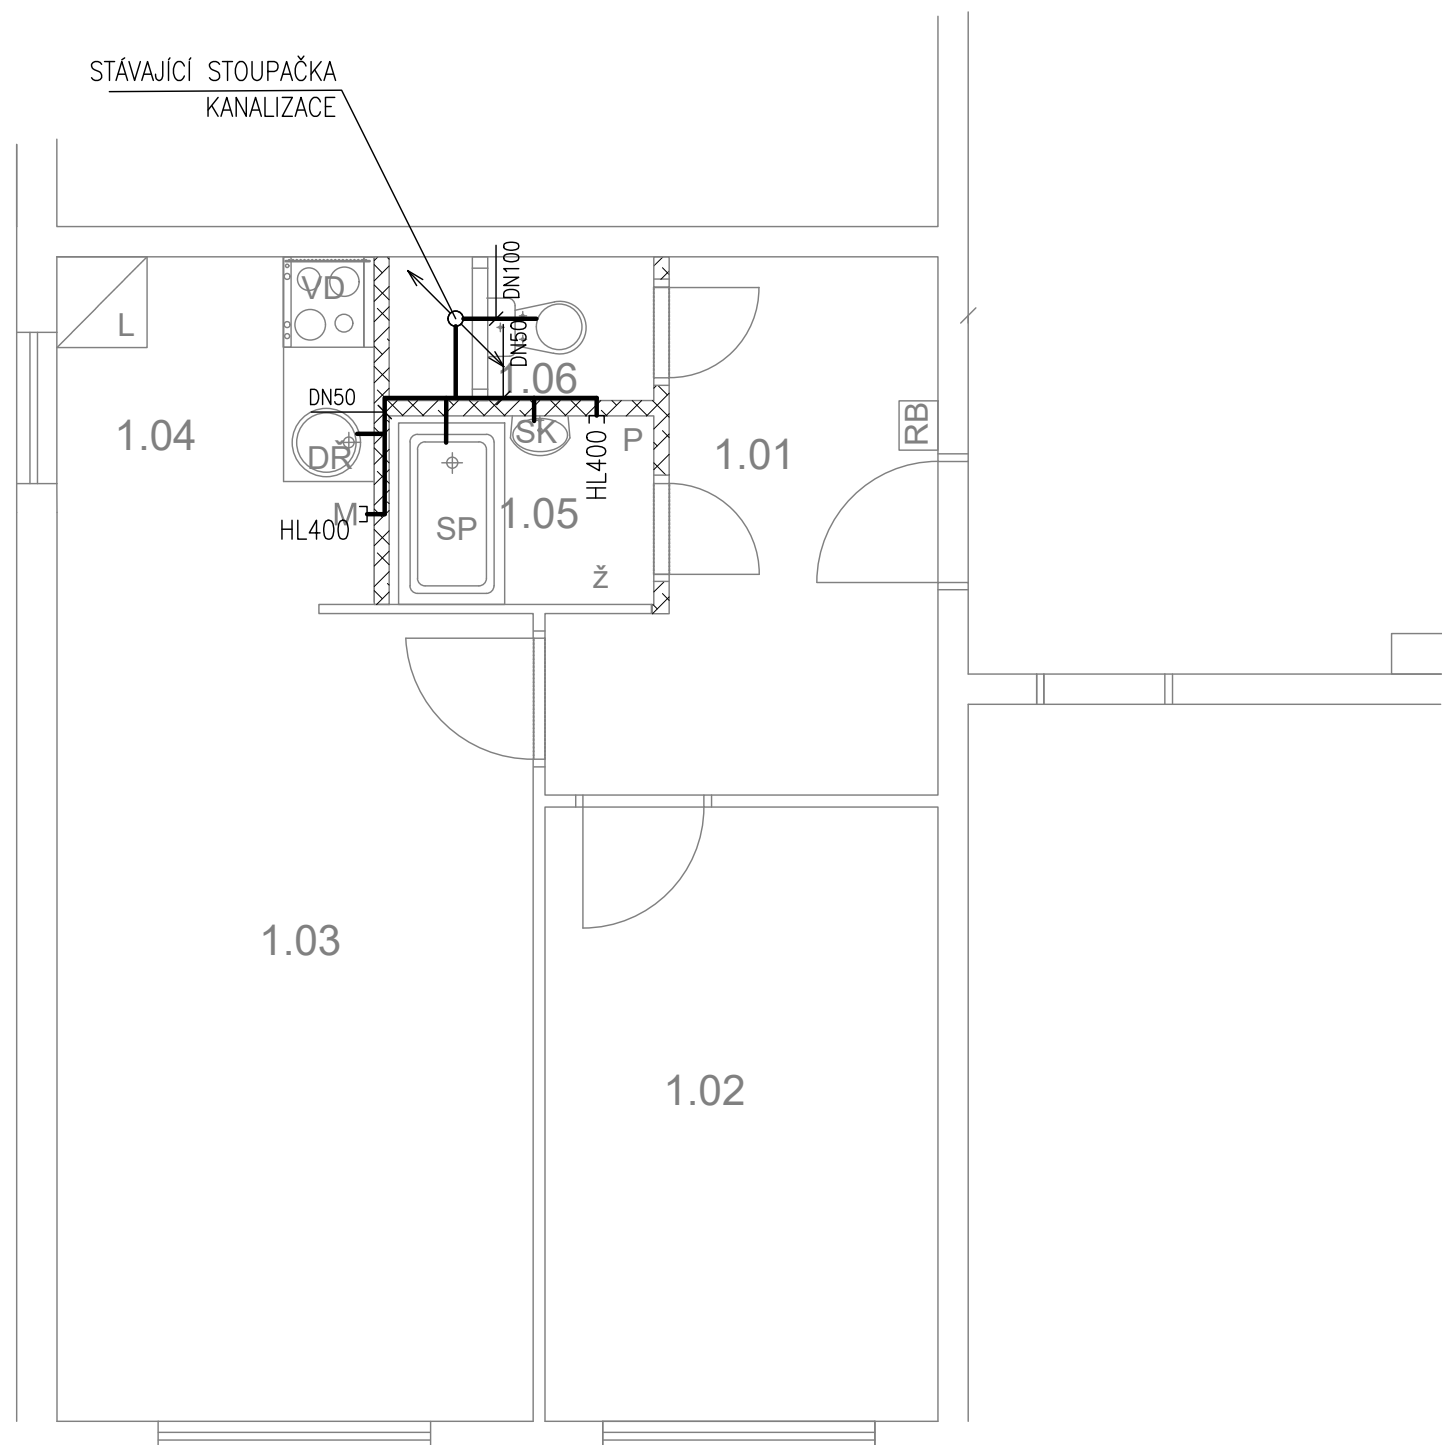 STÁVAJÍCÍ STOUPAČKA
KANALIZACE
DN100
VD
L
DN50
1.06
DN50
1.04
DŘ
SK
P
HL400
1.01
RB
M
HL400
SP
1.05
ž
1.03
1.02